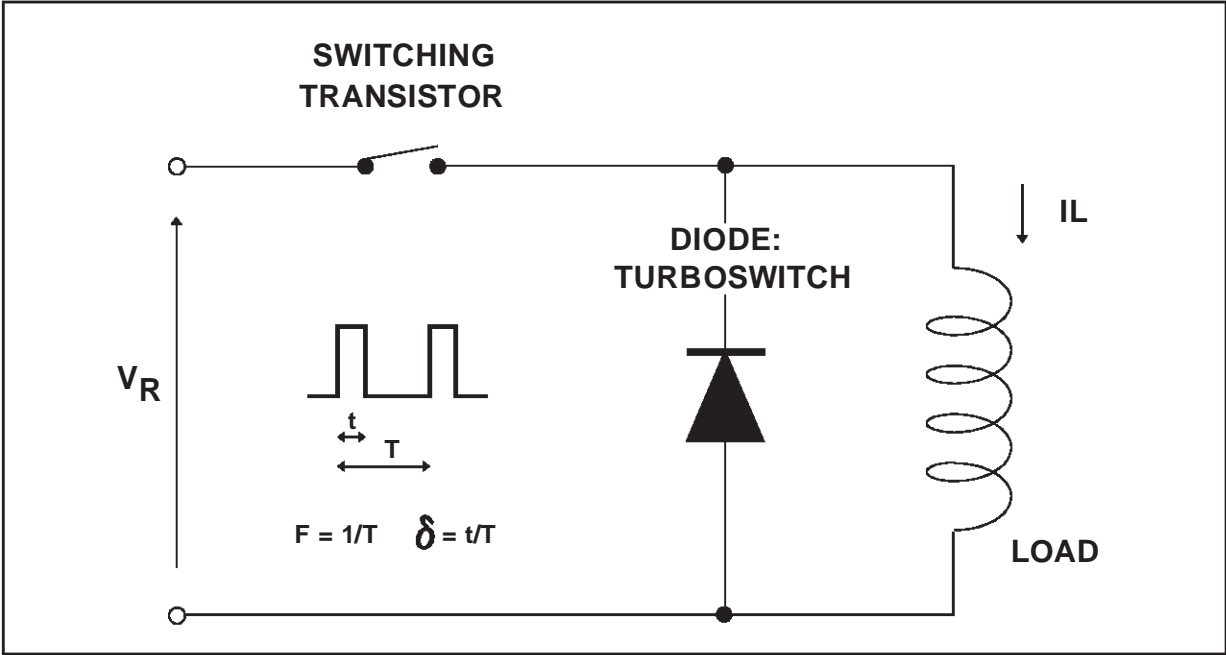 SWITCHING
TRANSISTOR
IL
DIODE:
TURBOSWITCH
VR
t
T
F = 1/T δ = t/T
LOAD